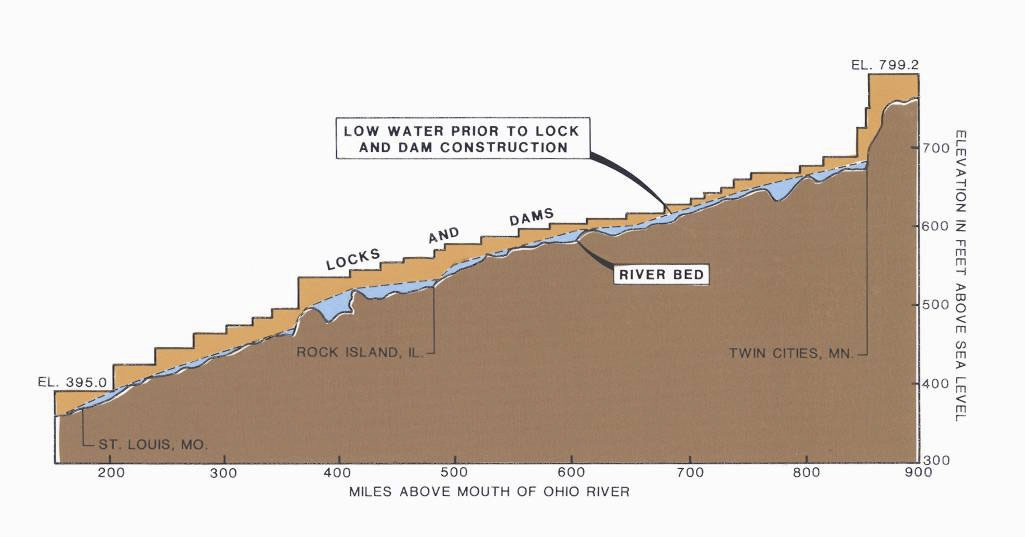 EL. 799.2
LOW WATER PRIOR TO LOCK
AND DAM CONSTRUCTION
700
ELEVATION IN FEET ABOVE SEA LEVEL
LOCKS AND DAMS
600
RIVER BED
500
ROCK ISLAND, IL.
TWIN CITIES, MN.
EL. 395.0
400
ST. LOUIS, MO.
300
200 300 400 500 600 700 800 900
MILES ABOVE MOUTH OF OHIO RIVER